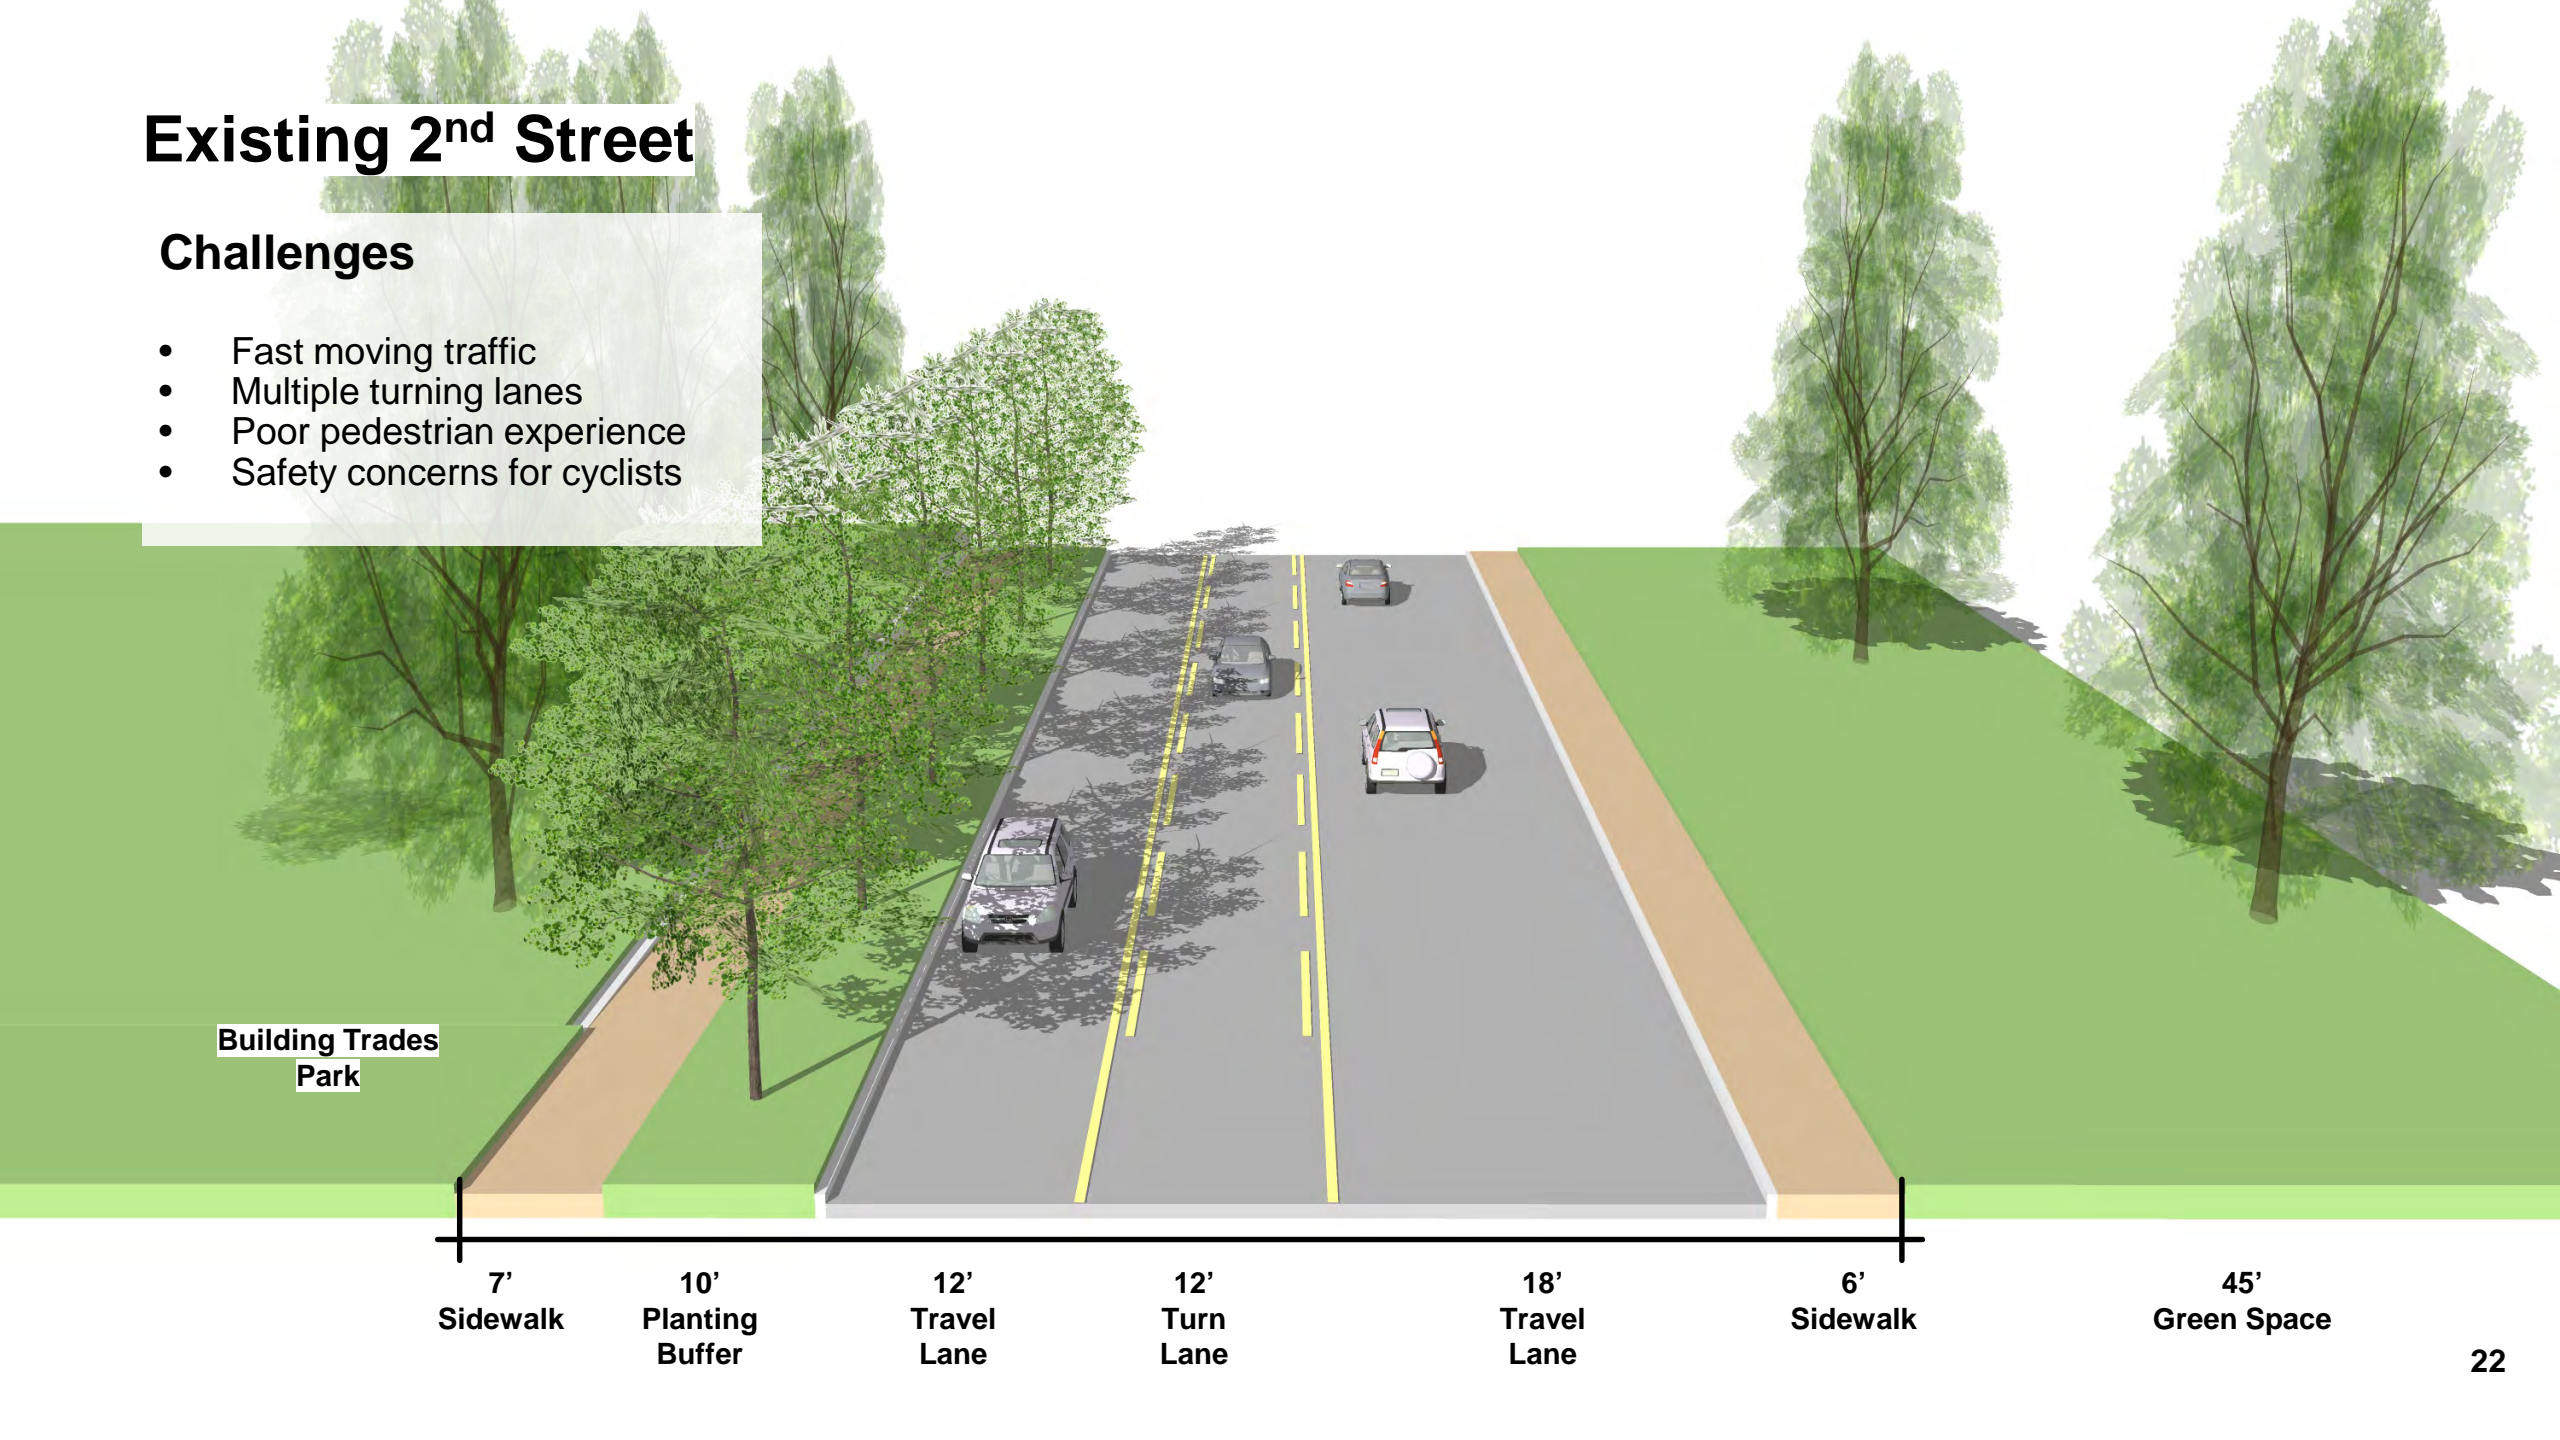 Existing 2nd Street
Challenges
• Fast moving traffic
• Multiple turning lanes
• Poor pedestrian experience
• Safety concerns for cyclists
Building Trades
Park
7’
Sidewalk
10’
Planting
Buffer
12’
Travel
Lane
12’
Turn
Lane
18’
Travel
Lane
6’
Sidewalk
45’
Green Space
22